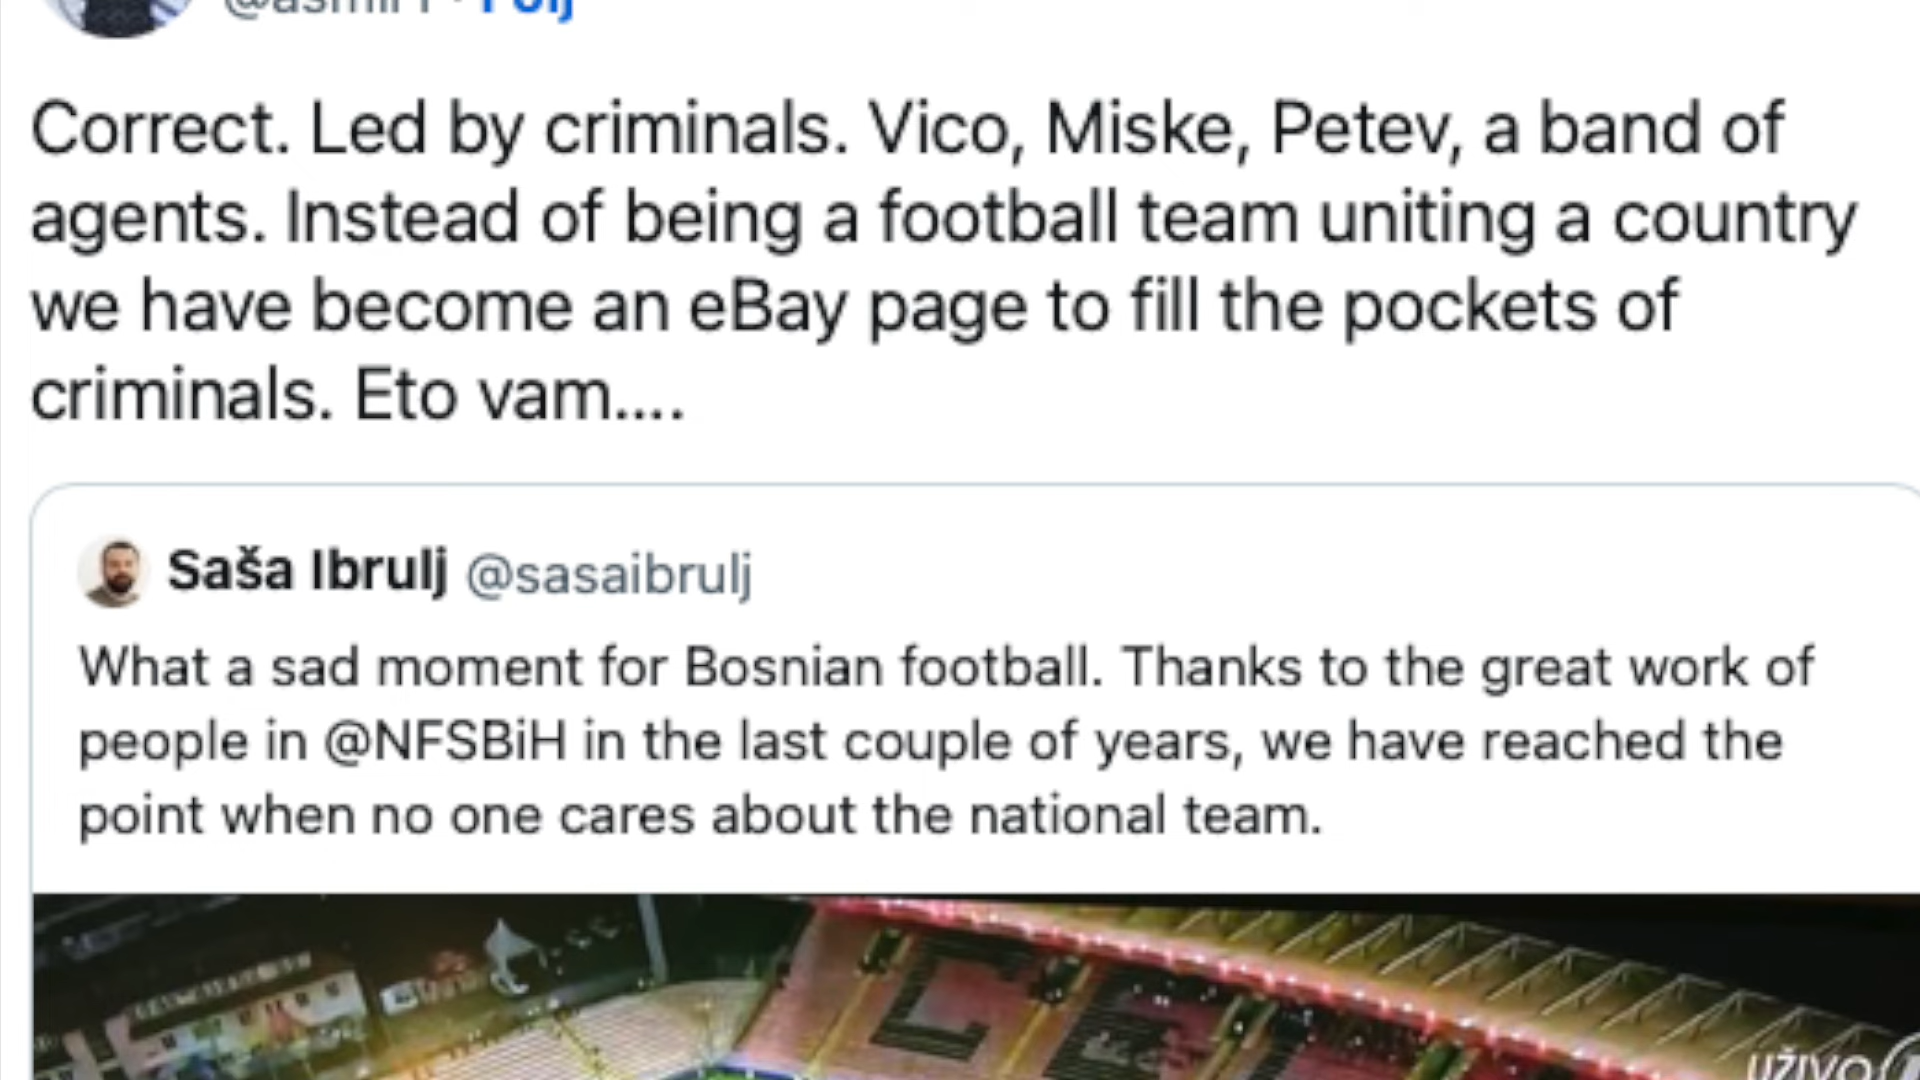 Correct. Led by criminals. Vico, Miske, Petev, a band of
agents. Instead of being a football team uniting a country
we have become an eBay page to fill the pockets of
criminals. Eto vam....
Saša Ibrulj @sasaibrulj
What a sad moment for Bosnian football. Thanks to the great work of
people in @NFSBiH in the last couple of years, we have reached the
point when no one cares about the national team.
UŽIVO